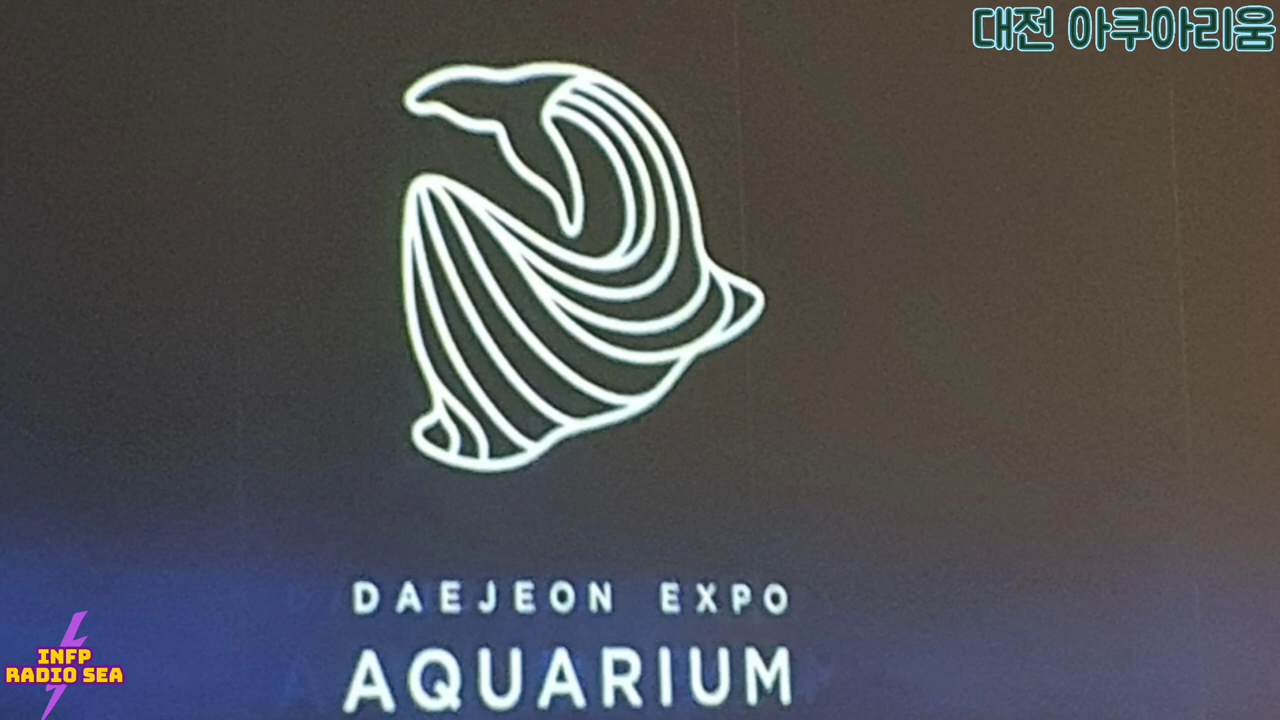 대전 아쿠아리움
DAEJEON EXPO
AQUARIUM
INFP
RADIO SEA